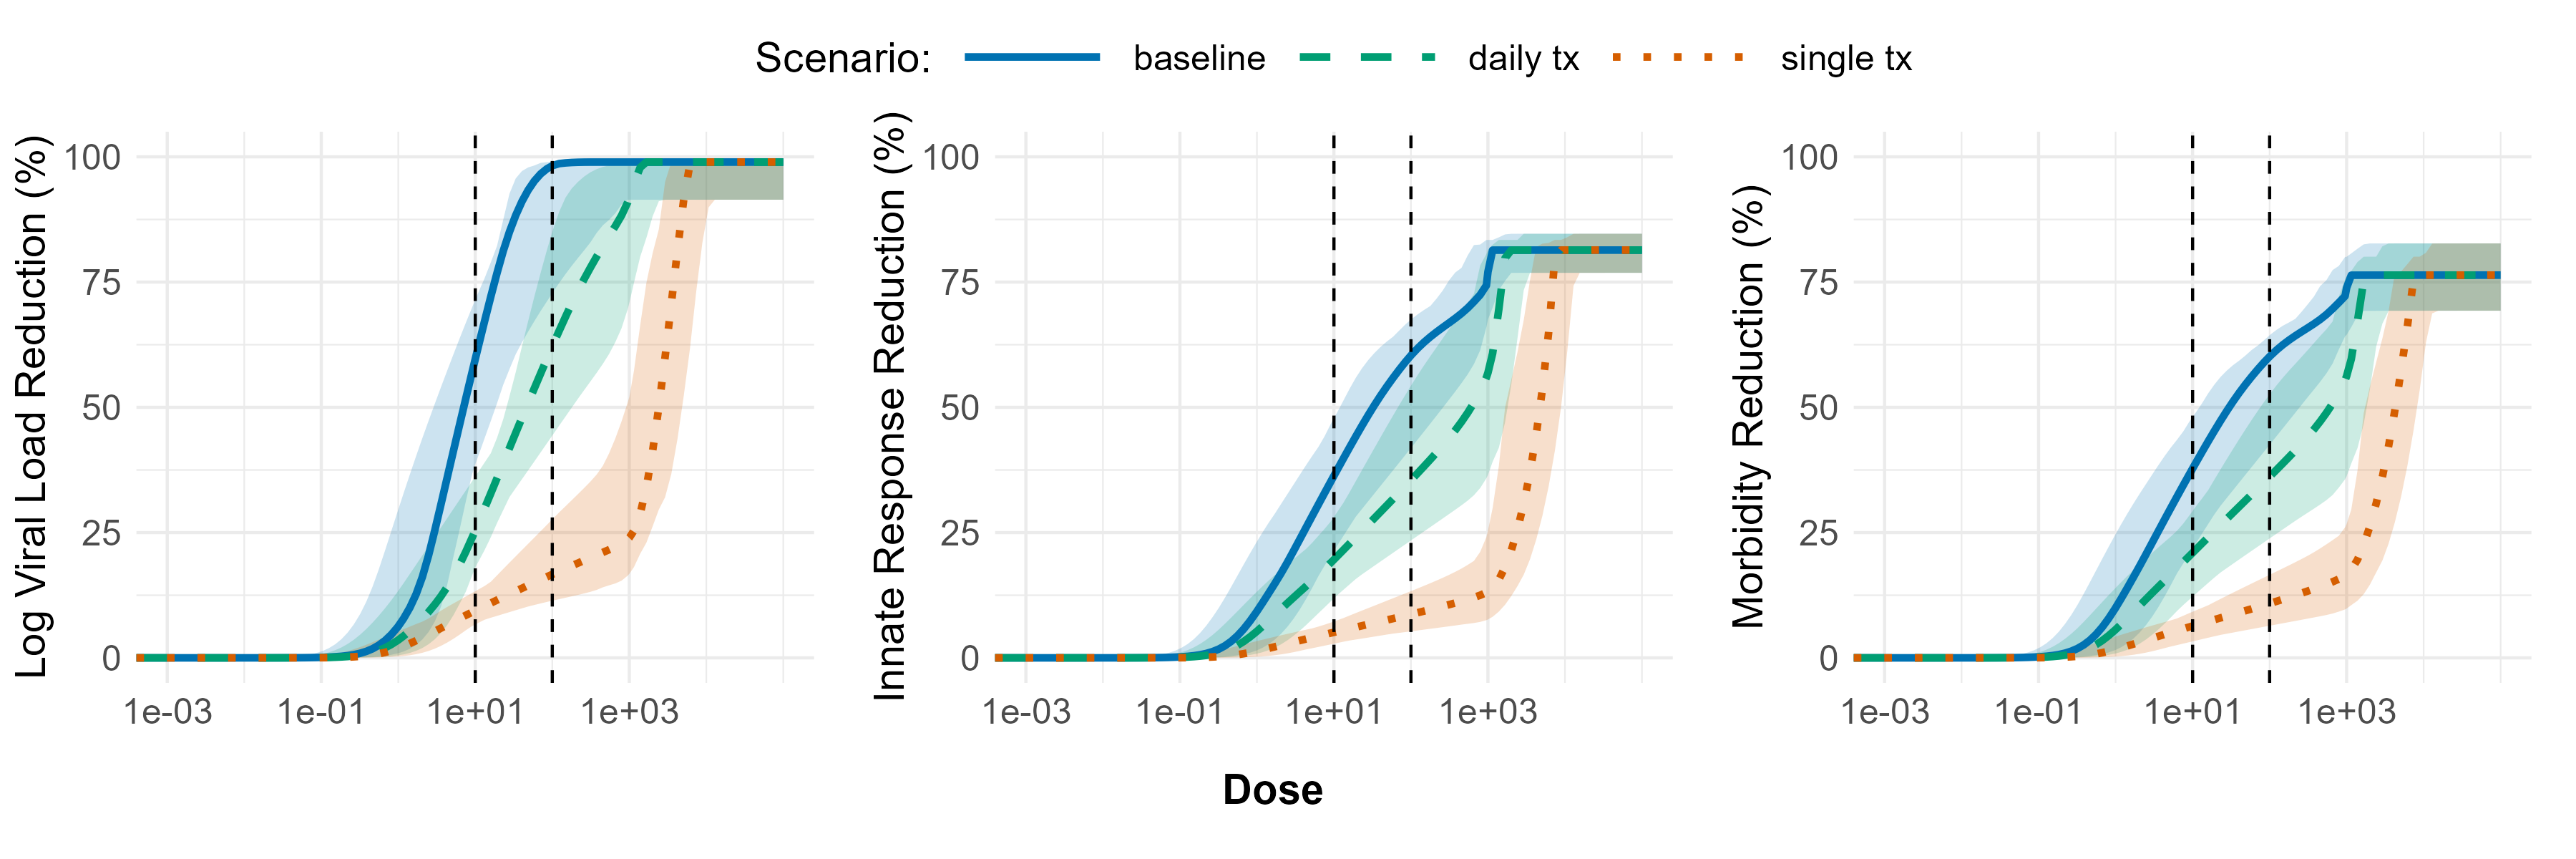 Scenario: baseline daily tx single tx
Log Viral Load Reduction (%)
100
75
50
25
0
1e-03 1e-01 1e+01 1e+03
Innate Response Reduction (%)
100
75
50
25
0
1e-03 1e-01 1e+01 1e+03
Morbidity Reduction (%)
100
75
50
25
0
1e-03 1e-01 1e+01 1e+03
Dose